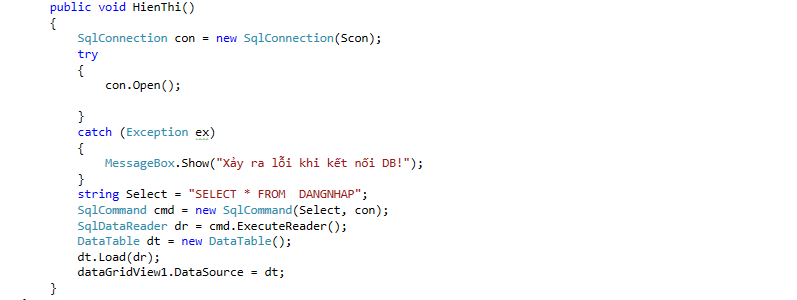 public void HienThi()
{
SqlConnection con = new SqlConnection(Scon);
try
{
con.Open();
}
catch (Exception ex)
{
MessageBox.Show("Xảy ra lỗi khi kết nối DB!");
}
string Select = "SELECT * FROM  DANGNHAP";
SqlCommand cmd = new SqlCommand(Select, con);
SqlDataReader dr = cmd.ExecuteReader();
DataTable dt = new DataTable();
dt.Load(dr);
dataGridView1.DataSource = dt;
}